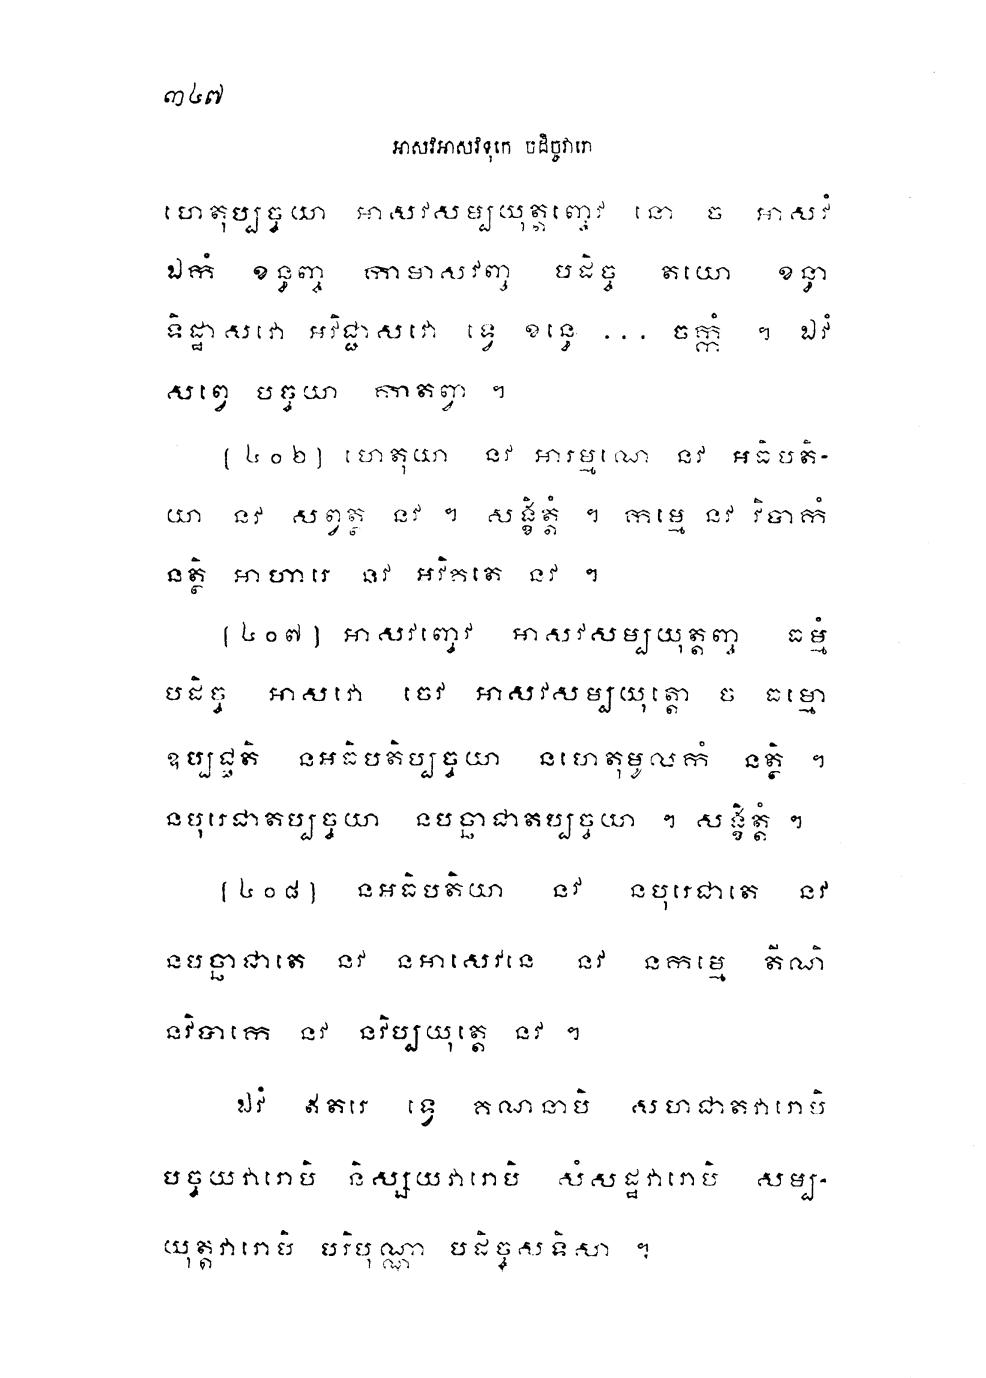 ៣៤៧
អាសវអាសវទុកេ បដិច្ចវារោ
ហេតុប្បច្ចយា អាសវសម្បយុត្តញ្ចេវ នោ ច អាសវំ
ឯកំ ខន្ធញ្ច កាមាសវញ្ច បដិច្ច តយោ ខន្ធា
ទិដ្ឋាសវោ អវិជ្ជាសវោ ទ្វេ ខន្ធេ ... ចក្កំ ។ ឯវំ
សព្វេ បច្ចយា កាតព្វា ។
(៤០៦) ហេតុយា នវ អារម្មណេ នវ អធិបតិ-
យា នវ សព្វត្ថ នវ ។ សង្ខិត្តំ ។ កម្មេ នវ វិបាកំ
នត្ថិ អាហារេ នវ អវិកតេ នវ ។
(៤០៧) អាសវញ្ចេវ អាសវសម្បយុត្តញ្ច ធម្មំ
បដិច្ច អាសវោ ចេវ អាសវសម្បយុត្តោ ច ធម្មោ
ឧប្បជ្ជតិ នអធិបតិប្បច្ចយា នហេតុមូលកំ នត្ថិ ។
នបុរេជាតប្បច្ចយា នបច្ឆាជាតប្បច្ចយា ។ សង្ខិត្តំ ។
(៤០៨) នអធិបតិយា នវ នបុរេជាតេ នវ
នបច្ឆាជាតេ នវ នអាសេវនេ នវ នកម្មេ តីណិ
នវិបាកេ នវ នវិប្បយុត្តេ នវ ។
ឯវំ ឥតរេ ទ្វេ គណនាបិ សហជាតវារោបិ
បច្ចយវារោបិ និស្សយវារោបិ សំសដ្ឋវារោបិ សម្ប-
យុត្តវារោបិ បរិបុណ្ណា បដិច្ចសទិសា ។